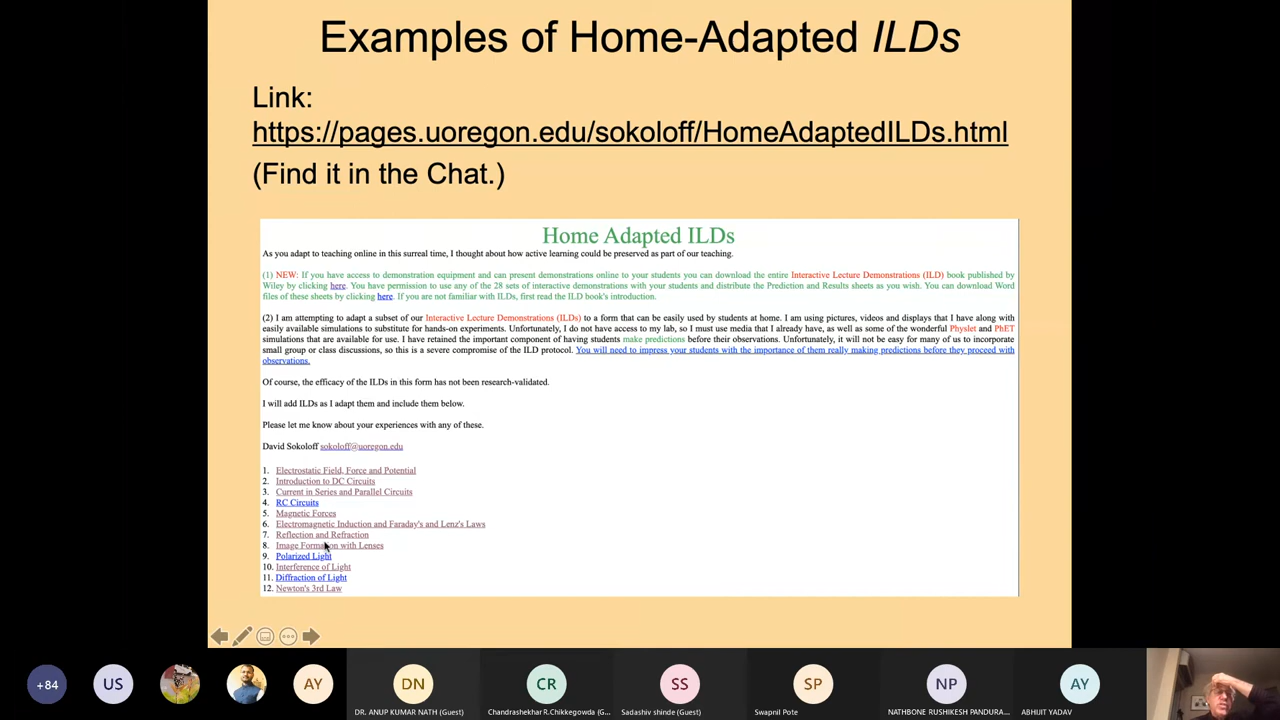 Examples of Home-Adapted ILDs
Link:
https://pages.uoregon.edu/sokoloff/HomeAdaptedILDs.html
(Find it in the Chat.)
Home Adapted ILDs
As you adapt to teaching online in this surreal time, I thought about how active learning could be preserved as part of our teaching.
(1) NEW: If you have access to demonstration equipment and can present demonstrations online to your students you can download the entire Interactive Lecture Demonstrations (ILD) book published by
Wiley by clicking here. You have permission to use any of the 28 sets of interactive demonstrations with your students and distribute the Prediction and Results sheets as you wish. You can download Word
files of these sheets by clicking here. If you are not familiar with ILDs, first read the ILD book's introduction.
(2) I am attempting to adapt a subset of our Interactive Lecture Demonstrations (ILDs) to a form that can be easily used by students at home. I am using pictures, videos and displays that I have along with
easily available simulations to substitute for hands-on experiments. Unfortunately, I do not have access to my lab, so I must use media that I already have, as well as some of the wonderful Physlet and PhET
simulations that are available for use. I have retained the important component of having students make predictions before their observations. Unfortunately, it will not be easy for many of us to incorporate
small group or class discussions, so this is a severe compromise of the ILD protocol. You will need to impress your students with the importance of them really making predictions before they proceed with
observations.
Of course, the efficacy of the ILDs in this form has not been research-validated.
I will add ILDs as I adapt them and include them below.
Please let me know about your experiences with any of these.
David Sokoloff sokoloff@uoregon.edu
1. Electrostatic Field, Force and Potential
2. Introduction to DC Circuits
3. Current in Series and Parallel Circuits
4. RC Circuits
5. Magnetic Forces
6. Electromagnetic Induction and Faraday's and Lenz's Laws
7. Reflection and Refraction
8. Image Formation with Lenses
9. Polarized Light
10. Interference of Light
11. Diffraction of Light
12. Newton's 3rd Law
+84
US
AY
DN
CR
SS
SP
NP
AY
DR. ANUP KUMAR NATH (Guest)
Chandrashekhar R.Chikkegowda (G...
Sadashiv shinde (Guest)
Swapnil Pote
NATHBONE RUSHIKESH PANDURA...
ABHIJIT YADAV